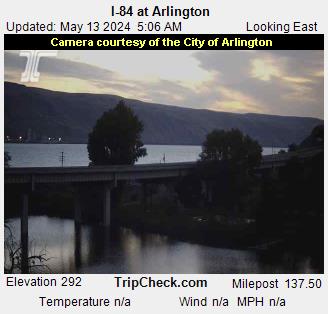 I-84 at Arlington
Updated: May 13 2024 5:06 AM Looking East
Camera courtesy of the City of Arlington
Elevation 292 TripCheck.com Milepost 137.50
Temperature n/a Wind n/a MPH n/a